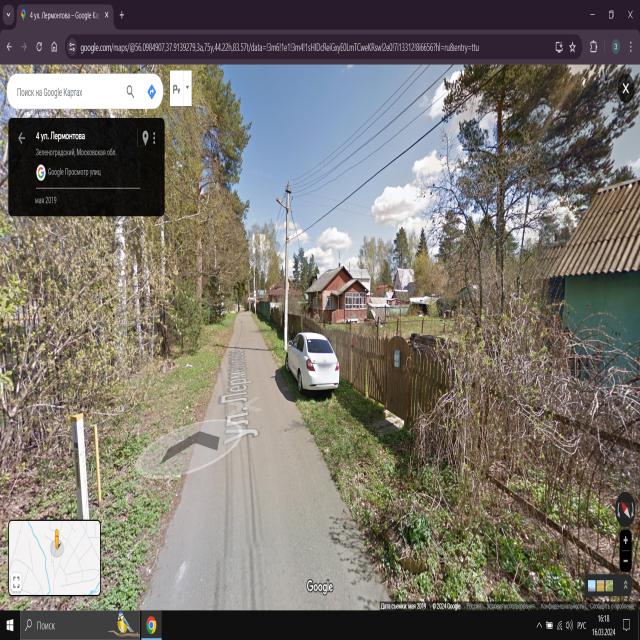 4 ул. Лермонтова – Google Ка
google.com/maps/@56.0984907,37.9139279,3a,75y,44.22h,83.57t/data=!3m6!1e1!3m4!1sHIDcReiGxyE0LmTCweKRsw!2e0!7i13312!8i6656?hl=ru&entry=ttu
Поиск на Google Картах
4 ул. Лермонтова
Зеленоградский, Московская обл.
Google Просмотр улиц
мая 2019
ул. Лермонтова
Google
Дата съемки: мая 2019 © 2024 Google Россия Условия использования Конфиденциальность Сообщить о проблеме
Поиск
РУС
16:18
16.03.2024